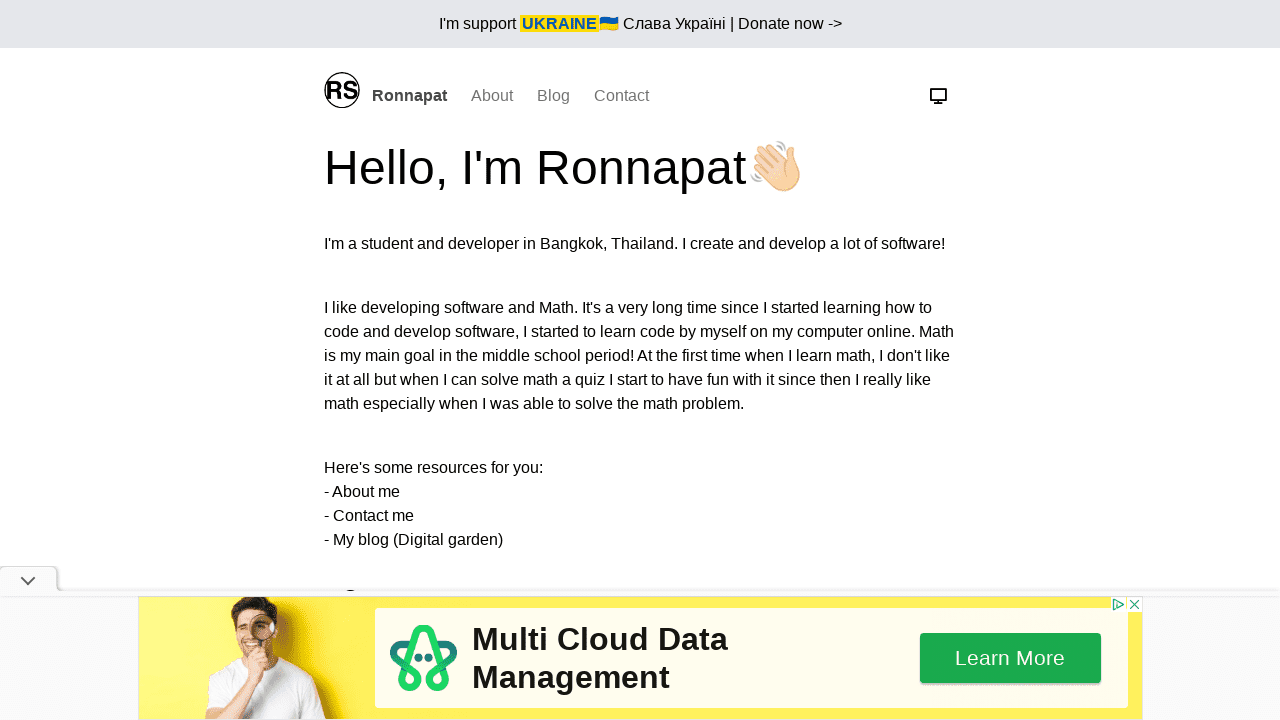 I'm support UKRAINE🇺🇦 Слава Україні | Donate now ->
RS Ronnapat About Blog Contact
Hello, I'm Ronnapat👋🏻
I'm a student and developer in Bangkok, Thailand. I create and develop a lot of software!
I like developing software and Math. It's a very long time since I started learning how to
code and develop software, I started to learn code by myself on my computer online. Math
is my main goal in the middle school period! At the first time when I learn math, I don't like
it at all but when I can solve math a quiz I start to have fun with it since then I really like
math especially when I was able to solve the math problem.
Here's some resources for you:
- About me
- Contact me
- My blog (Digital garden)
Multi Cloud Data
Management
Learn More